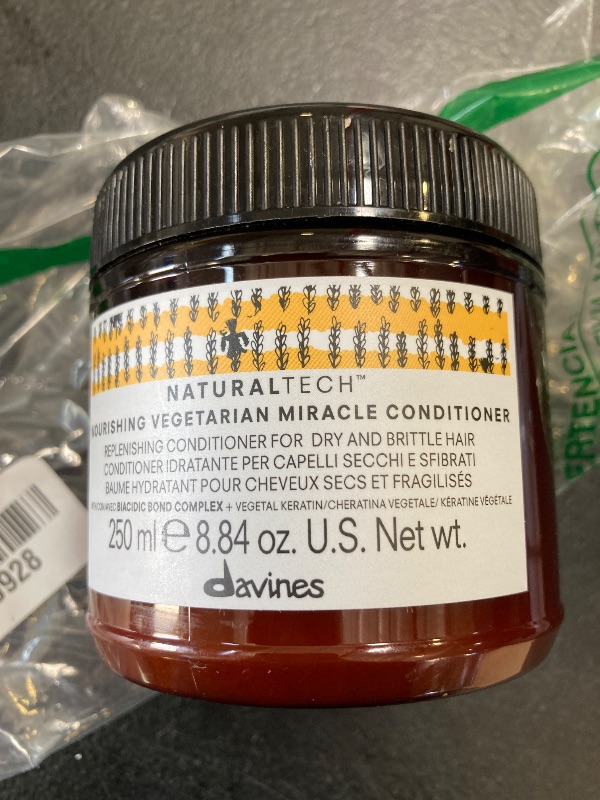 NATURALTECH™
NOURISHING VEGETARIAN MIRACLE CONDITIONER
REPLENISHING CONDITIONER FOR DRY AND BRITTLE HAIR
CONDITIONER IDRATANTE PER CAPELLI SECCHI E SFIBRATI
BAUME HYDRATANT POUR CHEVEUX SECS ET FRAGILISÉS
BIACIDIC BOND COMPLEX + VEGETAL KERATIN/CHERATINA VEGETALE/ KÉRATINE VÉGÉTALE
250 ml e 8.84 oz. U.S. Net wt.
davines
928
ERTENCIA